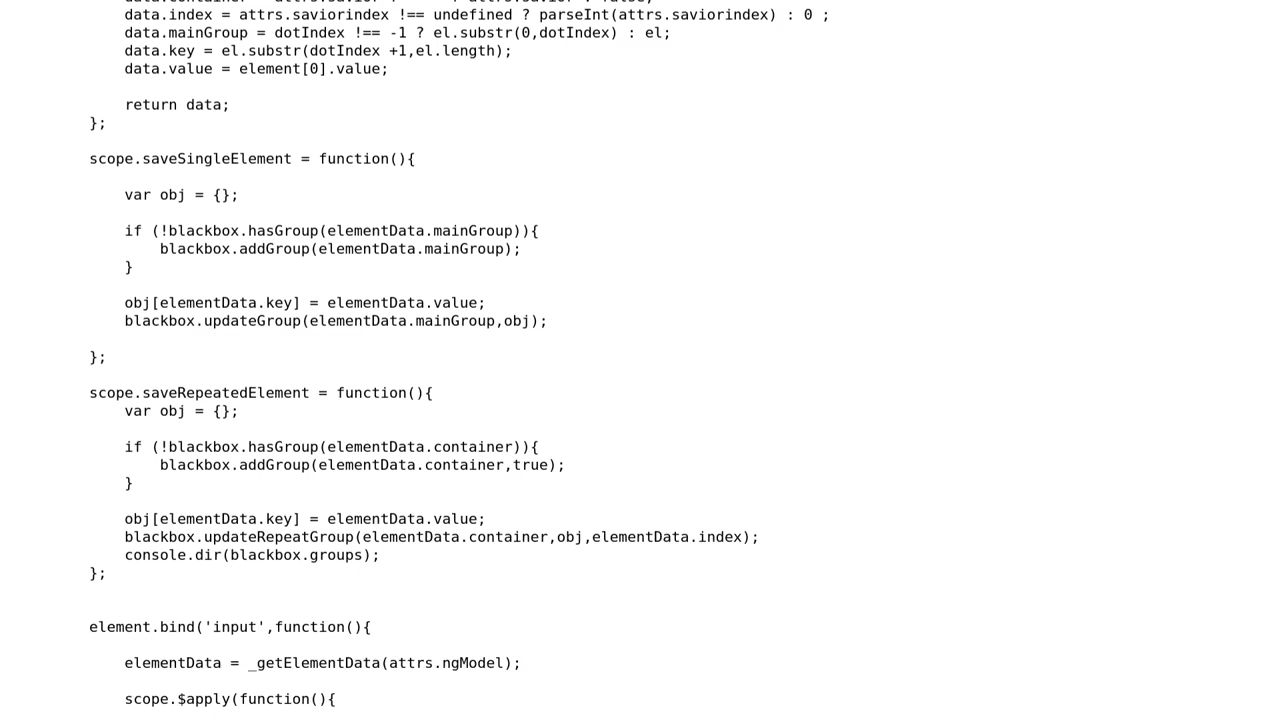 data.index = attrs.saviorindex !== undefined ? parseInt(attrs.saviorindex) : 0 ;
data.mainGroup = dotIndex !== -1 ? el.substr(0,dotIndex) : el;
data.key = el.substr(dotIndex +1,el.length);
data.value = element[0].value;
return data;
};
scope.saveSingleElement = function(){
var obj = {};
if (!blackbox.hasGroup(elementData.mainGroup)){
blackbox.addGroup(elementData.mainGroup);
}
obj[elementData.key] = elementData.value;
blackbox.updateGroup(elementData.mainGroup,obj);
};
scope.saveRepeatedElement = function(){
var obj = {};
if (!blackbox.hasGroup(elementData.container)){
blackbox.addGroup(elementData.container,true);
}
obj[elementData.key] = elementData.value;
blackbox.updateRepeatGroup(elementData.container,obj,elementData.index);
console.dir(blackbox.groups);
};
element.bind('input',function(){
elementData = _getElementData(attrs.ngModel);
scope.$apply(function(){